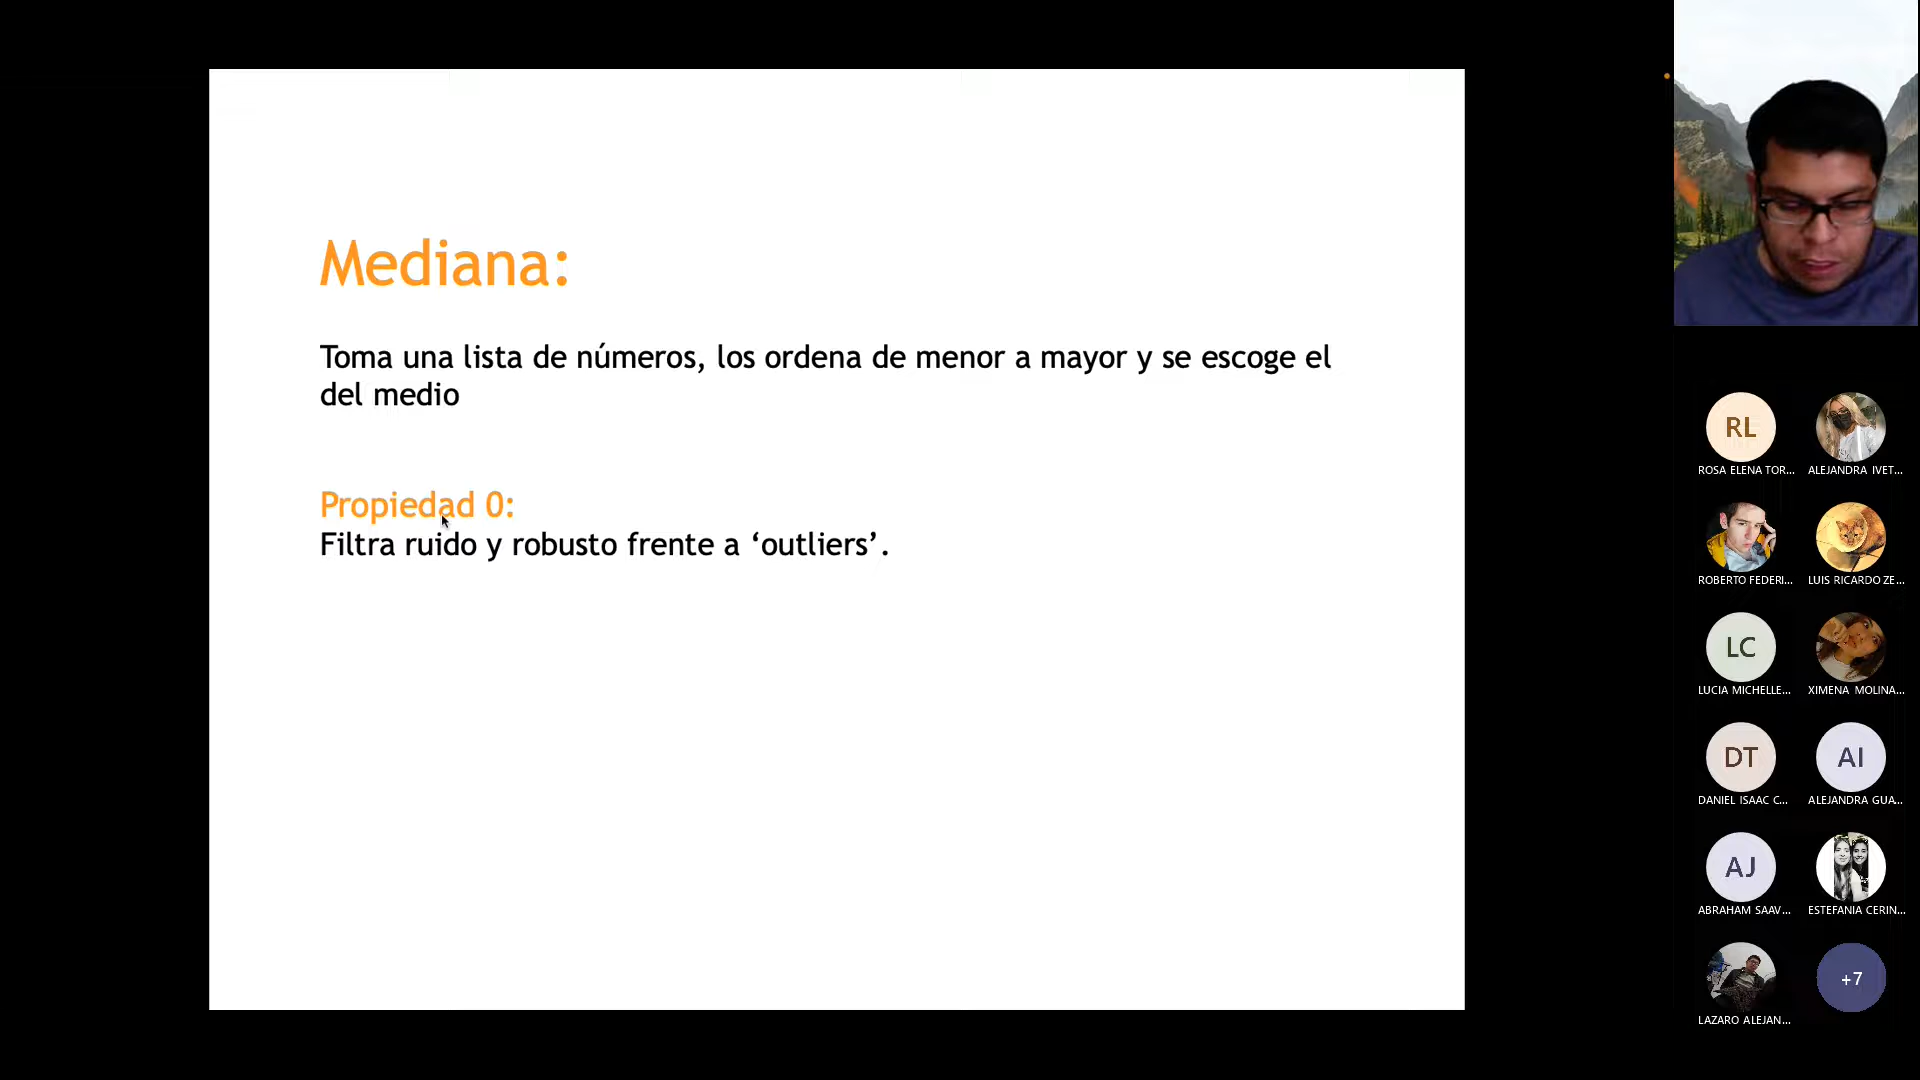 Mediana:
Toma una lista de números, los ordena de menor a mayor y se escoge el
del medio
Propiedad 0:
Filtra ruido y robusto frente a ‘outliers’.
RL
ROSA ELENA TOR...
ALEJANDRA IVET...
ROBERTO FEDERI...
LUIS RICARDO ZE...
LC
LUCIA MICHELLE...
XIMENA MOLINA...
DT
DANIEL ISAAC C...
AI
ALEJANDRA GUA...
AJ
ABRAHAM SAAV...
ESTEFANIA CERIN...
LAZARO ALEJAN...
+7